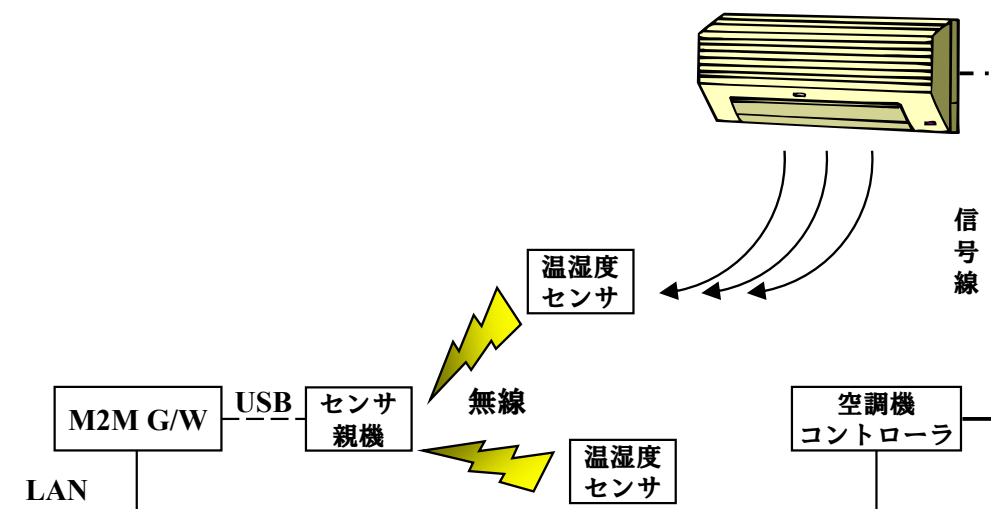 信
号
線
温湿度
センサ
M2M G/W
USB
センサ
親機
無線
空調機
コントローラ
温湿度
センサ
LAN